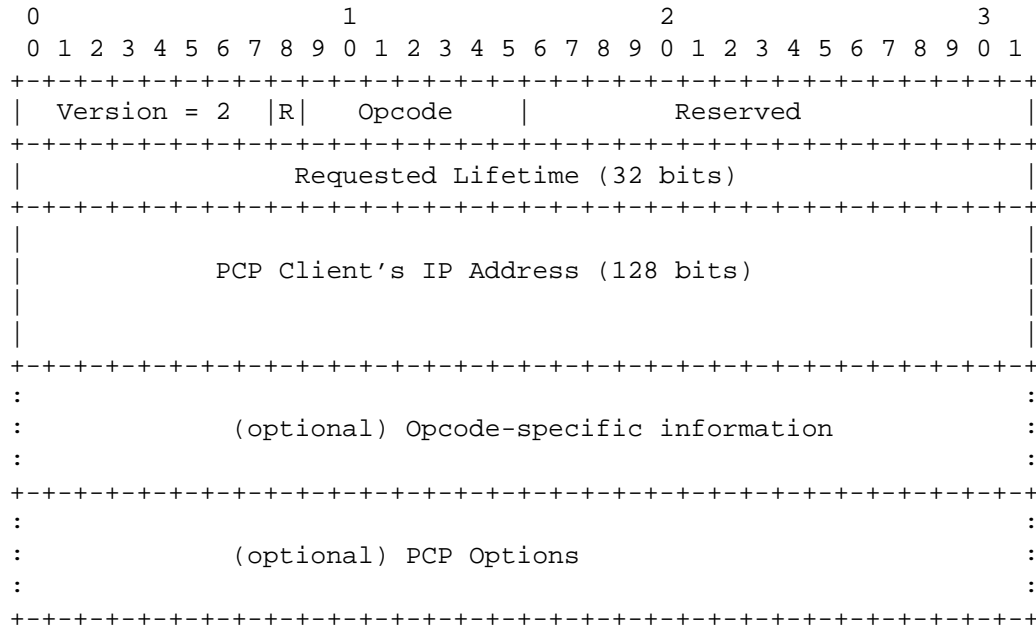 0                   1                   2                   3
0 1 2 3 4 5 6 7 8 9 0 1 2 3 4 5 6 7 8 9 0 1 2 3 4 5 6 7 8 9 0 1
+-+-+-+-+-+-+-+-+-+-+-+-+-+-+-+-+-+-+-+-+-+-+-+-+-+-+-+-+-+-+-+-+
|  Version = 2  |R|   Opcode    |         Reserved              |
+-+-+-+-+-+-+-+-+-+-+-+-+-+-+-+-+-+-+-+-+-+-+-+-+-+-+-+-+-+-+-+-+
|                 Requested Lifetime (32 bits)                  |
+-+-+-+-+-+-+-+-+-+-+-+-+-+-+-+-+-+-+-+-+-+-+-+-+-+-+-+-+-+-+-+-+
|                                                               |
|            PCP Client's IP Address (128 bits)                 |
|                                                               |
|                                                               |
+-+-+-+-+-+-+-+-+-+-+-+-+-+-+-+-+-+-+-+-+-+-+-+-+-+-+-+-+-+-+-+-+
:                                                               :
:             (optional) Opcode-specific information            :
:                                                               :
+-+-+-+-+-+-+-+-+-+-+-+-+-+-+-+-+-+-+-+-+-+-+-+-+-+-+-+-+-+-+-+-+
:                                                               :
:             (optional) PCP Options                            :
:                                                               :
+-+-+-+-+-+-+-+-+-+-+-+-+-+-+-+-+-+-+-+-+-+-+-+-+-+-+-+-+-+-+-+-+